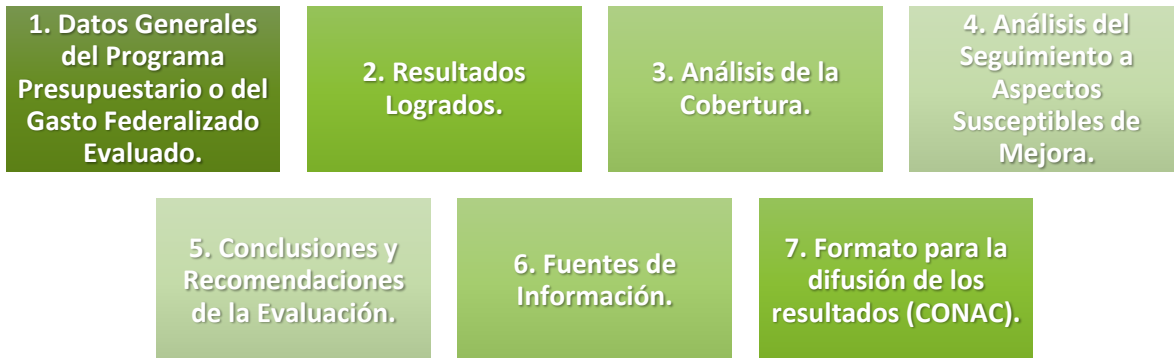 1. Datos Generales
del Programa
Presupuestario o del
Gasto Federalizado
Evaluado.
2. Resultados
Logrados.
3. Análisis de la
Cobertura.
4. Análisis del
Seguimiento a
Aspectos
Susceptibles de
Mejora.
5. Conclusiones y
Recomendaciones
de la Evaluación.
6. Fuentes de
Información.
7. Formato para la
difusión de los
resultados (CONAC).